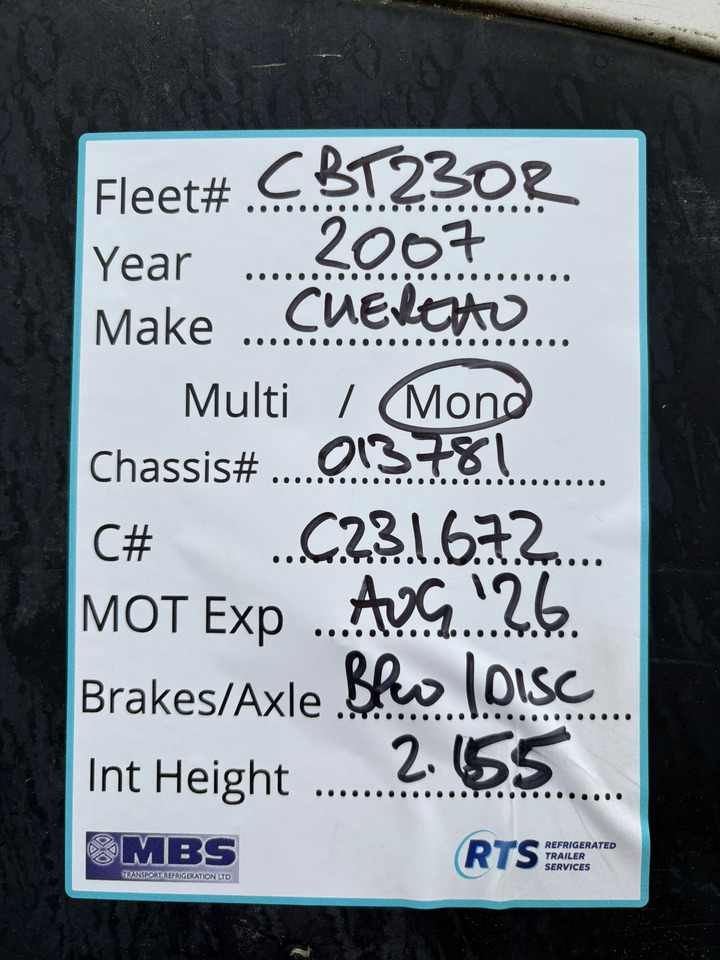 Fleet# CBT230R
Year 2007
Make CHEREAU
Multi / Mono
Chassis# 013781
C# C231672
MOT Exp AUG '26
Brakes/Axle BPW / DISC
Int Height 2.155
MBS
TRANSPORT REFRIGERATION LTD
RTS REFRIGERATED
TRAILER
SERVICES